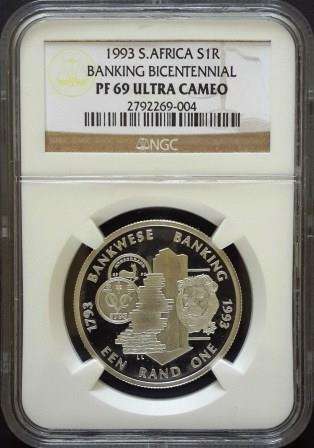 1993 S.AFRICA S1R
BANKING BICENTENNIAL
PF 69 ULTRA CAMEO
2792269-004
NGC
1793 BANKWESE BANKING 1993
EEN RAND ONE